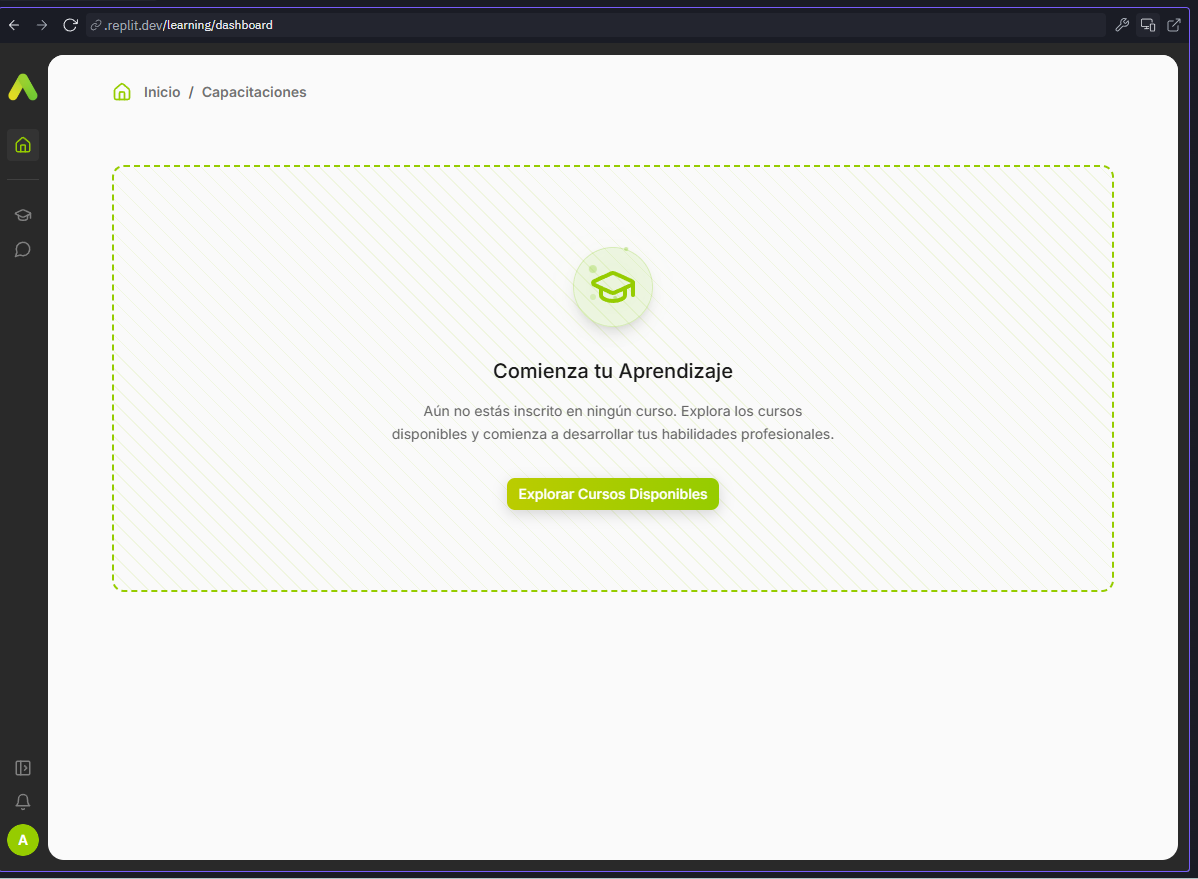 .replit.dev/learning/dashboard
Inicio / Capacitaciones
Comienza tu Aprendizaje
Aún no estás inscrito en ningún curso. Explora los cursos
disponibles y comienza a desarrollar tus habilidades profesionales.
Explorar Cursos Disponibles
A